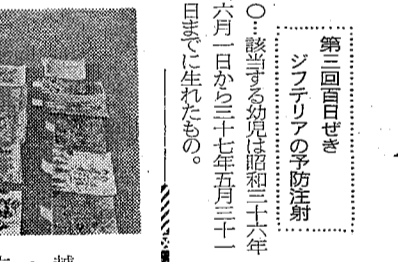 第三回百日ぜき
ジフテリアの予防注射
○…該当する幼児は昭和三十六年
六月一日から三十七年五月三十一
日までに生れたもの。